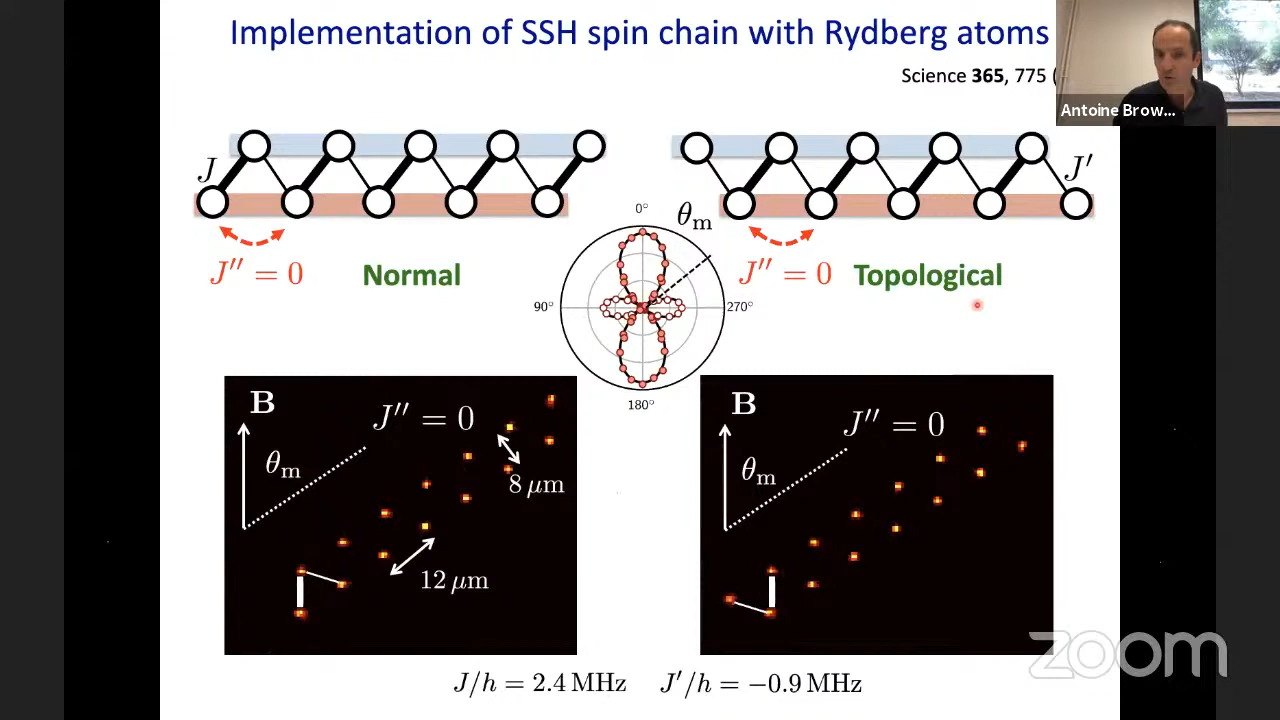 Implementation of SSH spin chain with Rydberg atoms
Science 365, 775 (
Antoine Brow...
J
J′
θm
0°
90°
270°
180°
J″ = 0
Normal
J″ = 0
Topological
B
J″ = 0
θm
8 μm
12 μm
B
J″ = 0
θm
zoom
J/h = 2.4 MHz J′/h = −0.9 MHz